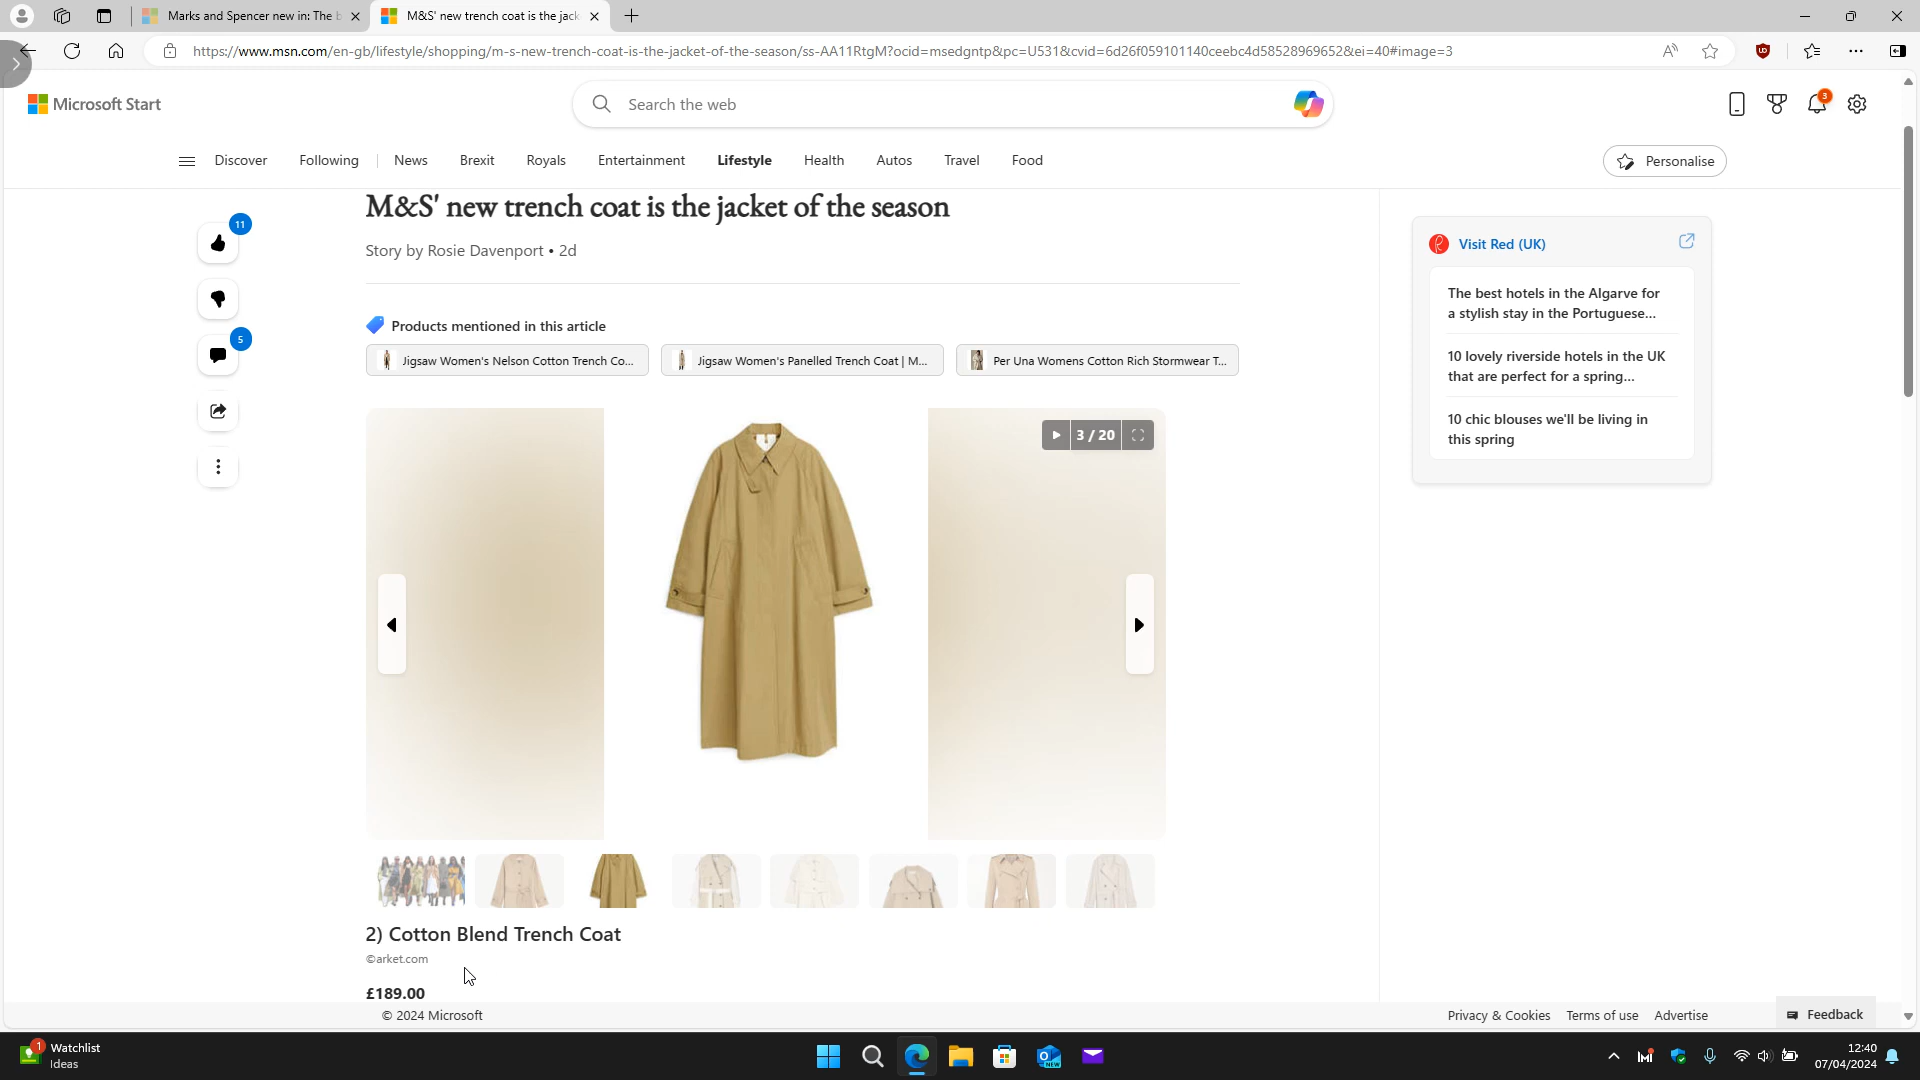 Marks and Spencer new in: The b
M&S' new trench coat is the jack
https://www.msn.com/en-gb/lifestyle/shopping/m-s-new-trench-coat-is-the-jacket-of-the-season/ss-AA11RtgM?ocid=msedgntp&pc=U531&cvid=6d26f059101140ceebc4d58528969652&ei=40#image=3
Microsoft Start
Search the web
3
Discover
Following
News
Brexit
Royals
Entertainment
Lifestyle
Health
Autos
Travel
Food
Personalise
M&S' new trench coat is the jacket of the season
11
Story by Rosie Davenport • 2d
5
Products mentioned in this article
Jigsaw Women's Nelson Cotton Trench Co...
Jigsaw Women's Panelled Trench Coat | M...
Per Una Womens Cotton Rich Stormwear T...
3 / 20
2) Cotton Blend Trench Coat
©arket.com
£189.00
Visit Red (UK)
The best hotels in the Algarve for
a stylish stay in the Portuguese...
10 lovely riverside hotels in the UK
that are perfect for a spring...
10 chic blouses we'll be living in
this spring
© 2024 Microsoft
Privacy & Cookies
Terms of use
Advertise
Feedback
1
Watchlist
Ideas
NEW
12:40
07/04/2024